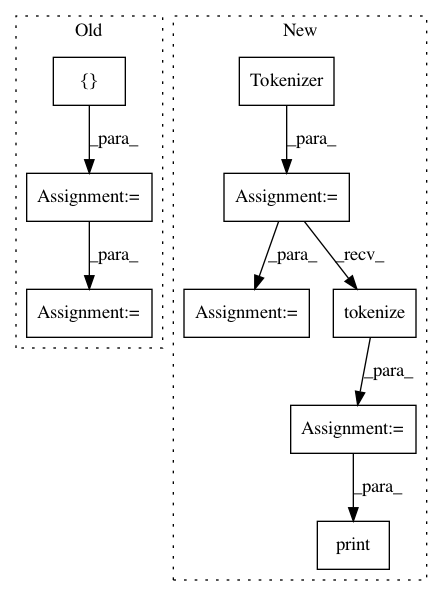 Old
New
{}
Tokenizer
_para_
_para_
Assignment:=
Assignment:=
_para_
_para_
_recv_
Assignment:=
Assignment:=
tokenize
_para_
Assignment:=
_para_
print